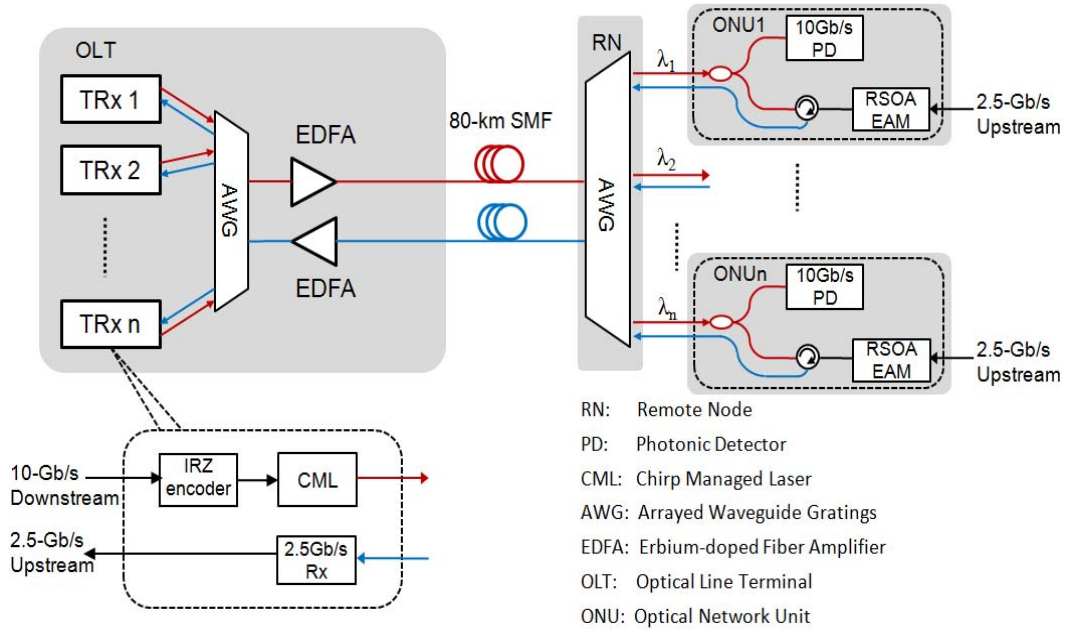 OLT
TRx 1
TRx 2
TRx n
AWG
EDFA
EDFA
80-km SMF
RN
AWG
λ1
λ2
λn
ONU1
10Gb/s
PD
RSOA
EAM
2.5-Gb/s
Upstream
ONUn
10Gb/s
PD
RSOA
EAM
2.5-Gb/s
Upstream
10-Gb/s
Downstream
IRZ
encoder
CML
2.5-Gb/s
Upstream
2.5Gb/s
Rx
RN: Remote Node
PD: Photonic Detector
CML: Chirp Managed Laser
AWG: Arrayed Waveguide Gratings
EDFA: Erbium-doped Fiber Amplifier
OLT: Optical Line Terminal
ONU: Optical Network Unit